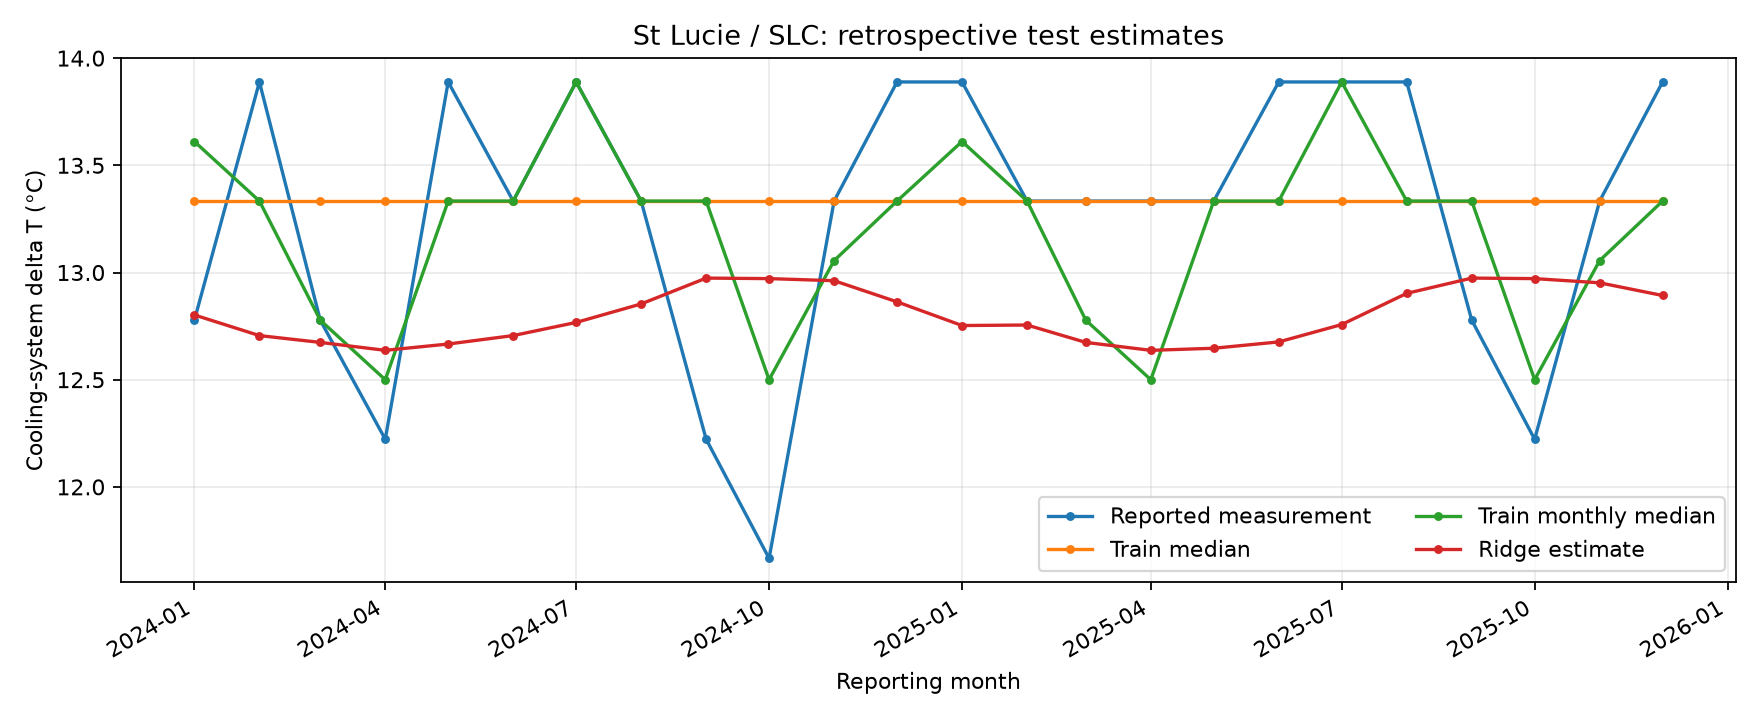 St Lucie / SLC: retrospective test estimates
Cooling-system delta T (°C)
14.0
13.5
13.0
12.5
12.0
Reported measurement
Train median
Train monthly median
Ridge estimate
2024-01
2024-04
2024-07
2024-10
2025-01
2025-04
2025-07
2025-10
2026-01
Reporting month